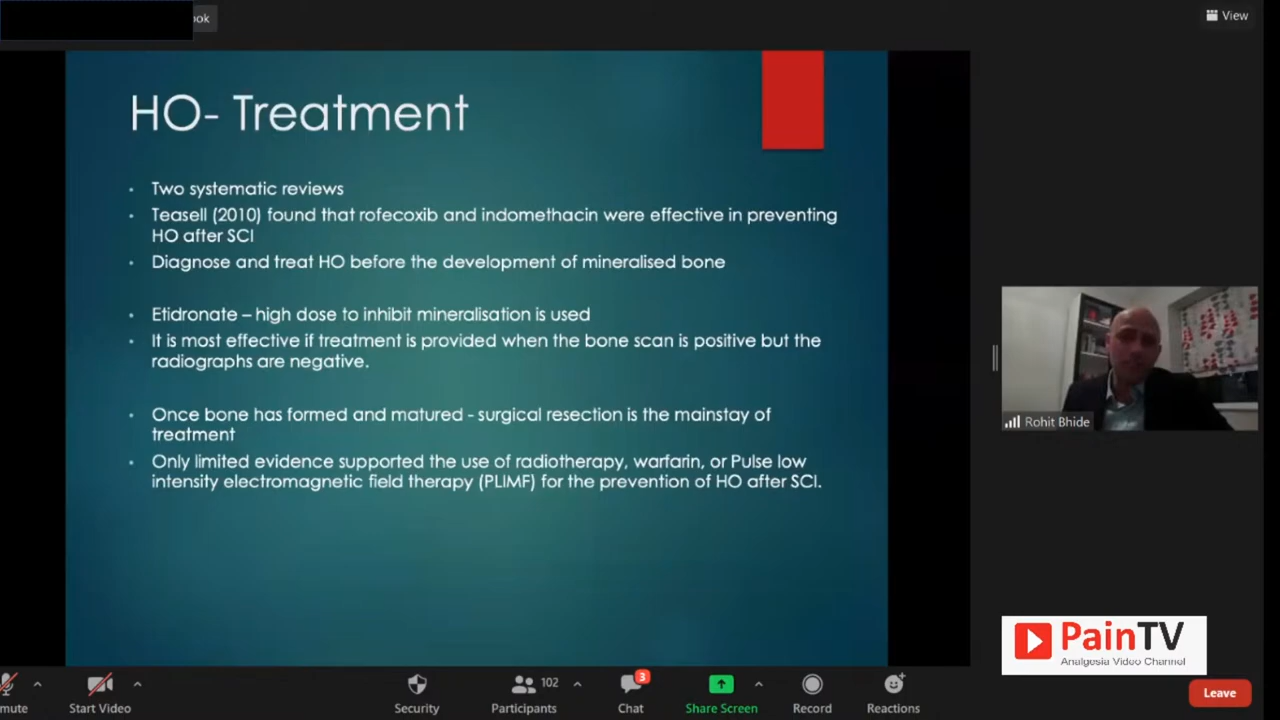 ok
View
HO- Treatment
• Two systematic reviews
• Teasell (2010) found that rofecoxib and indomethacin were effective in preventing
HO after SCI
• Diagnose and treat HO before the development of mineralised bone
• Etidronate – high dose to inhibit mineralisation is used
• It is most effective if treatment is provided when the bone scan is positive but the
radiographs are negative.
• Once bone has formed and matured - surgical resection is the mainstay of
treatment
• Only limited evidence supported the use of radiotherapy, warfarin, or Pulse low
intensity electromagnetic field therapy (PLIMF) for the prevention of HO after SCI.
Rohit Bhide
PainTV
Analgesia Video Channel
mute
Start Video
Security
102
Participants
3
Chat
Share Screen
Record
Reactions
Leave